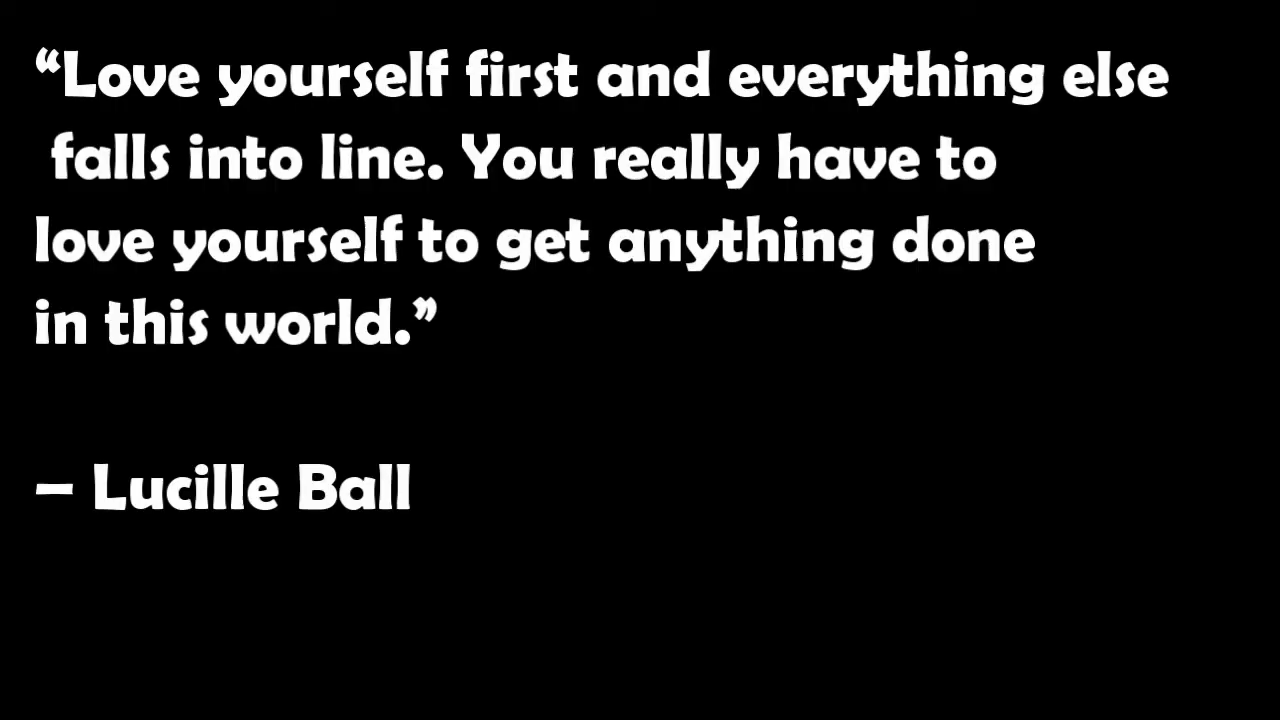 “Love yourself first and everything else
falls into line. You really have to
love yourself to get anything done
in this world.”
– Lucille Ball